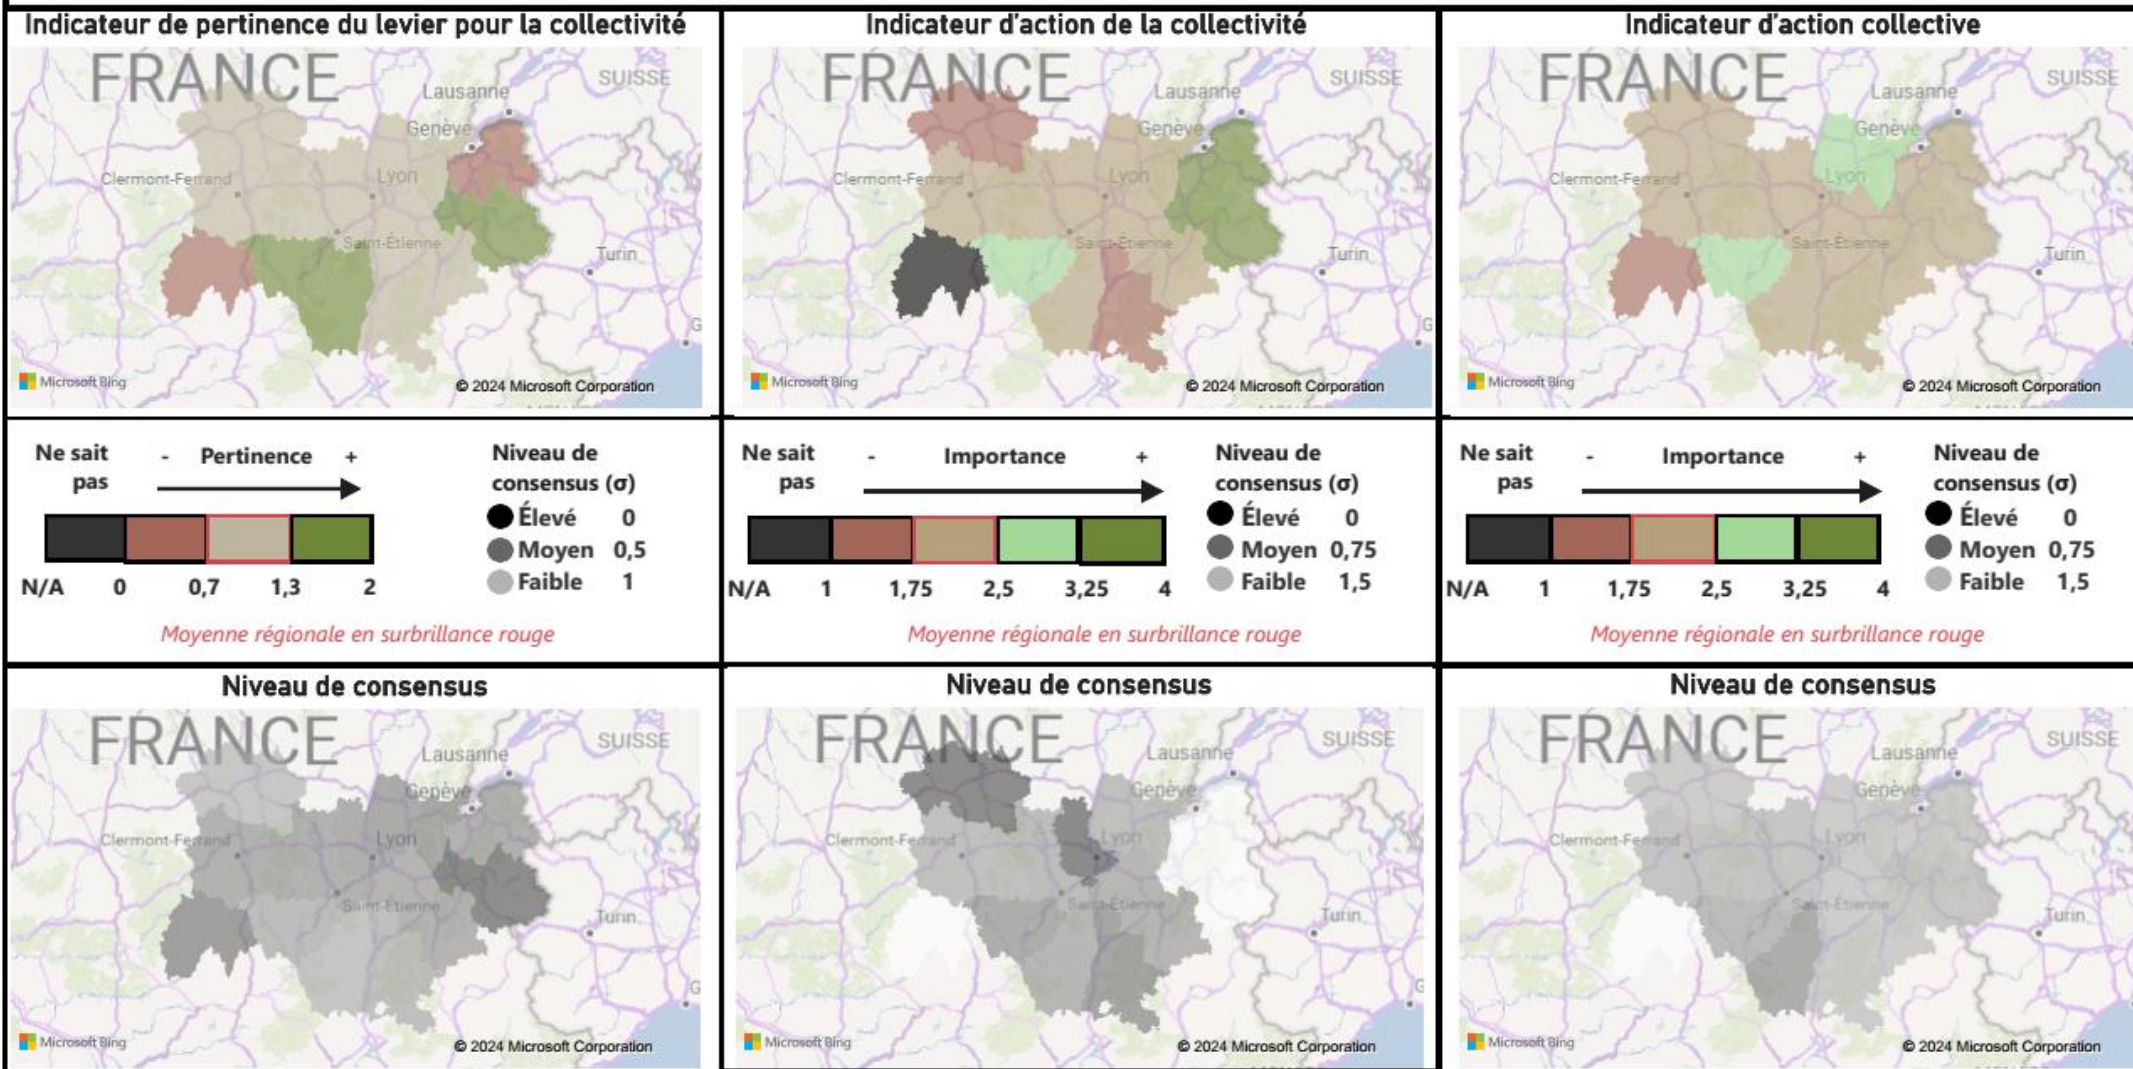 Indicateur de pertinence du levier pour la collectivité
FRANCE
SUISSE
Lausanne
Genève
Clermont-Ferrand
Lyon
Saint-Étienne
Turin
G
Microsoft Bing
© 2024 Microsoft Corporation
Indicateur d'action de la collectivité
FRANCE
SUISSE
Lausanne
Genève
Clermont-Ferrand
Lyon
Saint-Étienne
Turin
G
Microsoft Bing
© 2024 Microsoft Corporation
Indicateur d'action collective
FRANCE
SUISSE
Lausanne
Genève
Clermont-Ferrand
Lyon
Saint-Étienne
Turin
Microsoft Bing
© 2024 Microsoft Corporation
Ne sait
pas
- Pertinence +
Niveau de
consensus (σ)
Élevé 0
Moyen 0,5
Faible 1
N/A 0 0,7 1,3 2
Moyenne régionale en surbrillance rouge
Ne sait
pas
- Importance +
Niveau de
consensus (σ)
Élevé 0
Moyen 0,75
Faible 1,5
N/A 1 1,75 2,5 3,25 4
Moyenne régionale en surbrillance rouge
Ne sait
pas
- Importance +
Niveau de
consensus (σ)
Élevé 0
Moyen 0,75
Faible 1,5
N/A 1 1,75 2,5 3,25 4
Moyenne régionale en surbrillance rouge
Niveau de consensus
FRANCE
SUISSE
Lausanne
Genève
Clermont-Ferrand
Lyon
Saint-Étienne
Turin
G
Microsoft Bing
© 2024 Microsoft Corporation
Niveau de consensus
FRANCE
SUISSE
Lausanne
Genève
Clermont-Ferrand
Lyon
Saint-Étienne
Turin
G
Microsoft Bing
© 2024 Microsoft Corporation
Niveau de consensus
FRANCE
SUISSE
Lausanne
Genève
Clermont-Ferrand
Lyon
Saint-Étienne
Turin
Microsoft Bing
© 2024 Microsoft Corporation